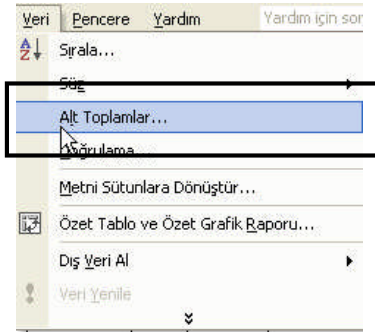 Veri Pencere Yardım Yardım için sor
Sırala...
Süz
Alt Toplamlar...
Doğrulama...
Metni Sütunlara Dönüştür...
Özet Tablo ve Özet Grafik Raporu...
Dış Veri Al
Veri Yenile